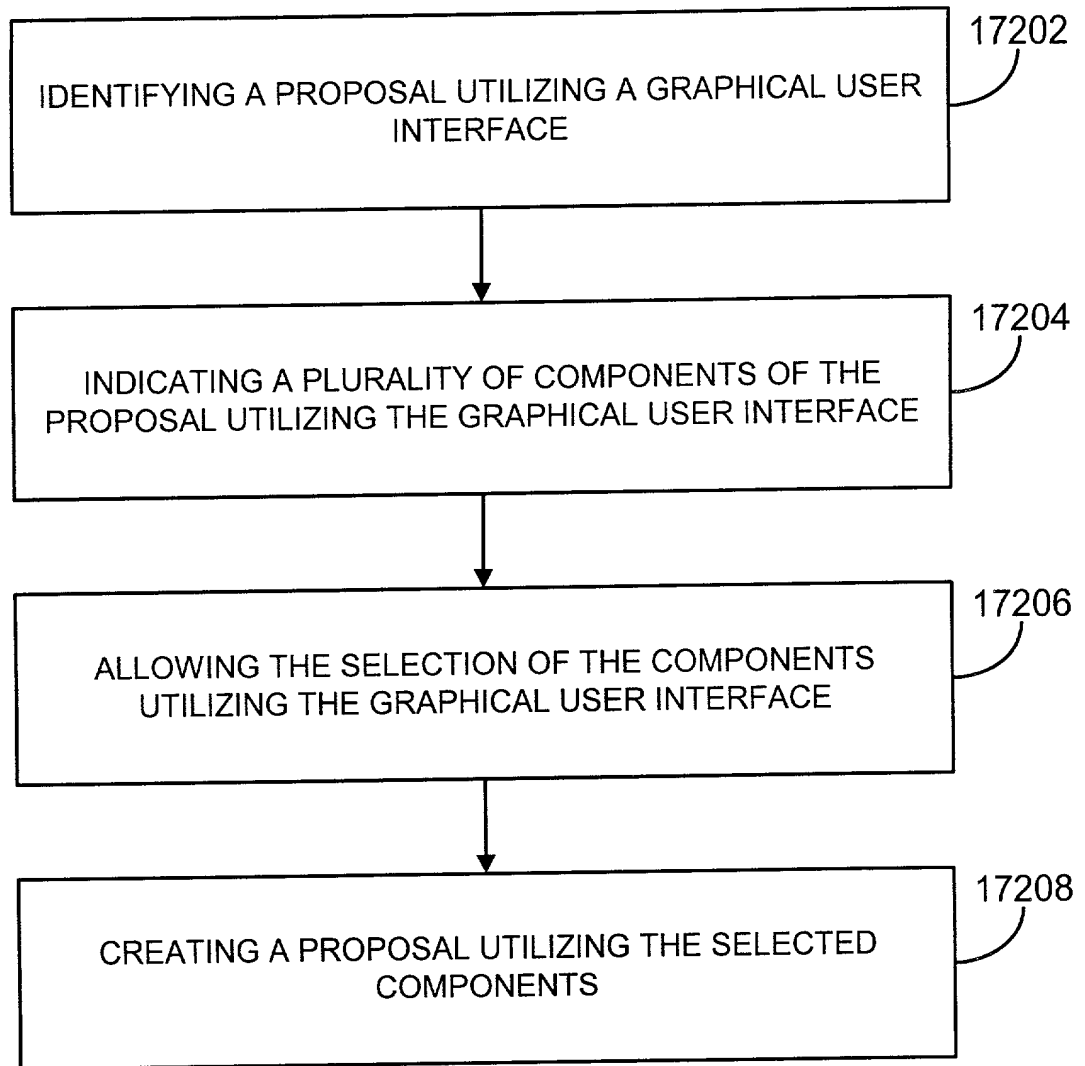 17202
IDENTIFYING A PROPOSAL UTILIZING A GRAPHICAL USER
INTERFACE
17204
INDICATING A PLURALITY OF COMPONENTS OF THE
PROPOSAL UTILIZING THE GRAPHICAL USER INTERFACE
17206
ALLOWING THE SELECTION OF THE COMPONENTS
UTILIZING THE GRAPHICAL USER INTERFACE
17208
CREATING A PROPOSAL UTILIZING THE SELECTED
COMPONENTS